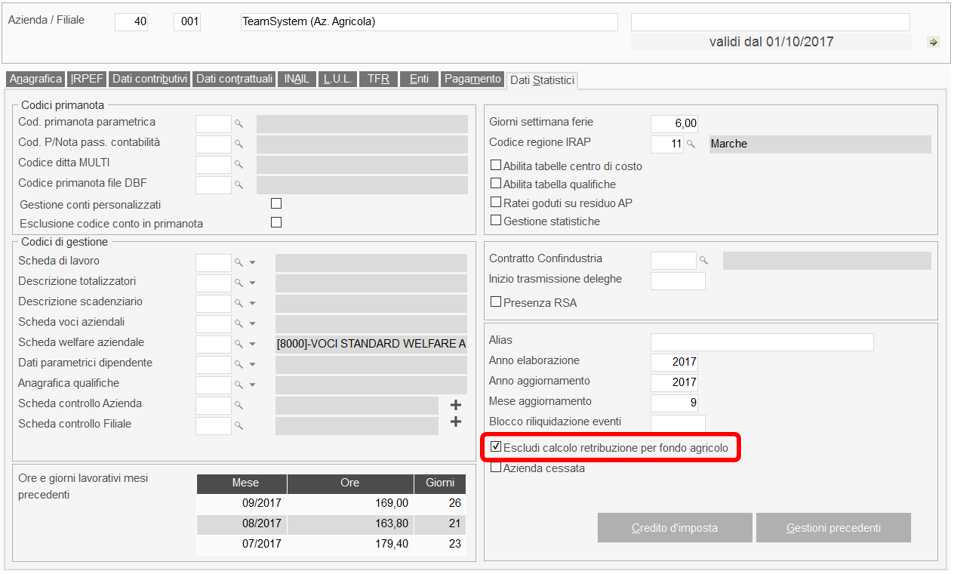 Azienda / Filiale 40 001 TeamSystem (Az. Agricola)
validi dal 01/10/2017
Anagrafica IRPEF Dati contributivi Dati contrattuali INAIL L.U.L. TFR Enti Pagamento Dati Statistici
Codici primanota
Cod. primanota parametrica
Cod. P/Nota pass. contabilità
Codice ditta MULTI
Codice primanota file DBF
Gestione conti personalizzati
Esclusione codice conto in primanota
Giorni settimana ferie 6,00
Codice regione IRAP 11 Marche
Abilita tabelle centro di costo
Abilita tabella qualifiche
Ratei goduti su residuo AP
Gestione statistiche
Codici di gestione
Scheda di lavoro
Descrizione totalizzatori
Descrizione scadenziario
Scheda voci aziendali
Scheda welfare aziendale [8000]-VOCI STANDARD WELFARE A
Dati parametrici dipendente
Anagrafica qualifiche
Scheda controllo Azienda
Scheda controllo Filiale
Contratto Confindustria
Inizio trasmissione deleghe
Presenza RSA
Alias
Anno elaborazione 2017
Anno aggiornamento 2017
Mese aggiornamento 9
Blocco riliquidazione eventi
Escludi calcolo retribuzione per fondo agricolo
Azienda cessata
Ore e giorni lavorativi mesi
precedenti
Mese Ore Giorni
09/2017 169,00 26
08/2017 163,80 21
07/2017 179,40 23
Credito d'imposta Gestioni precedenti